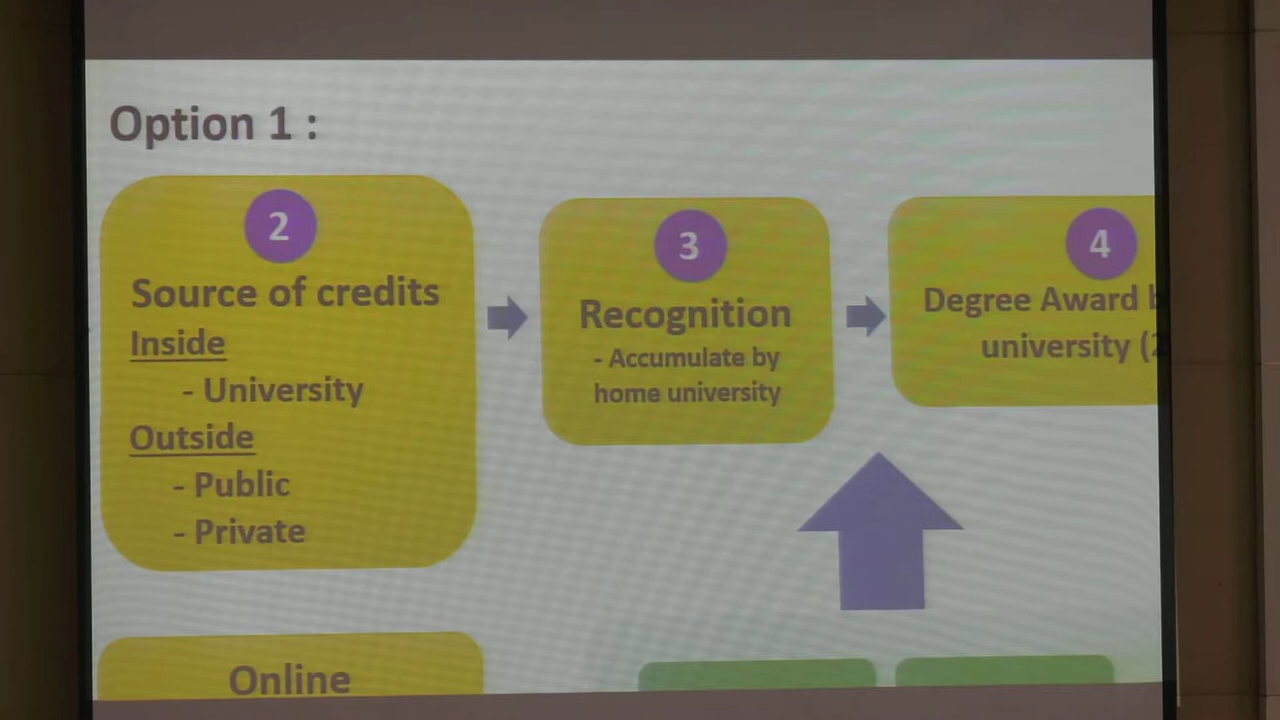 Option 1 :
2
Source of credits
Inside
- University
Outside
- Public
- Private
3
Recognition
- Accumulate by
home university
4
Degree Award
university
Online